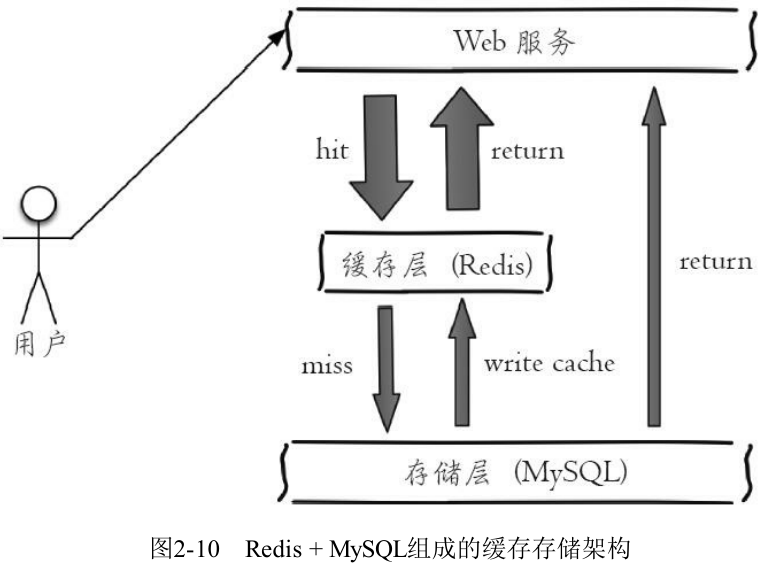 Web 服务
hit
return
缓存层 (Redis)
return
用户
miss
write cache
存储层 (MySQL)
图2-10 Redis + MySQL组成的缓存存储架构